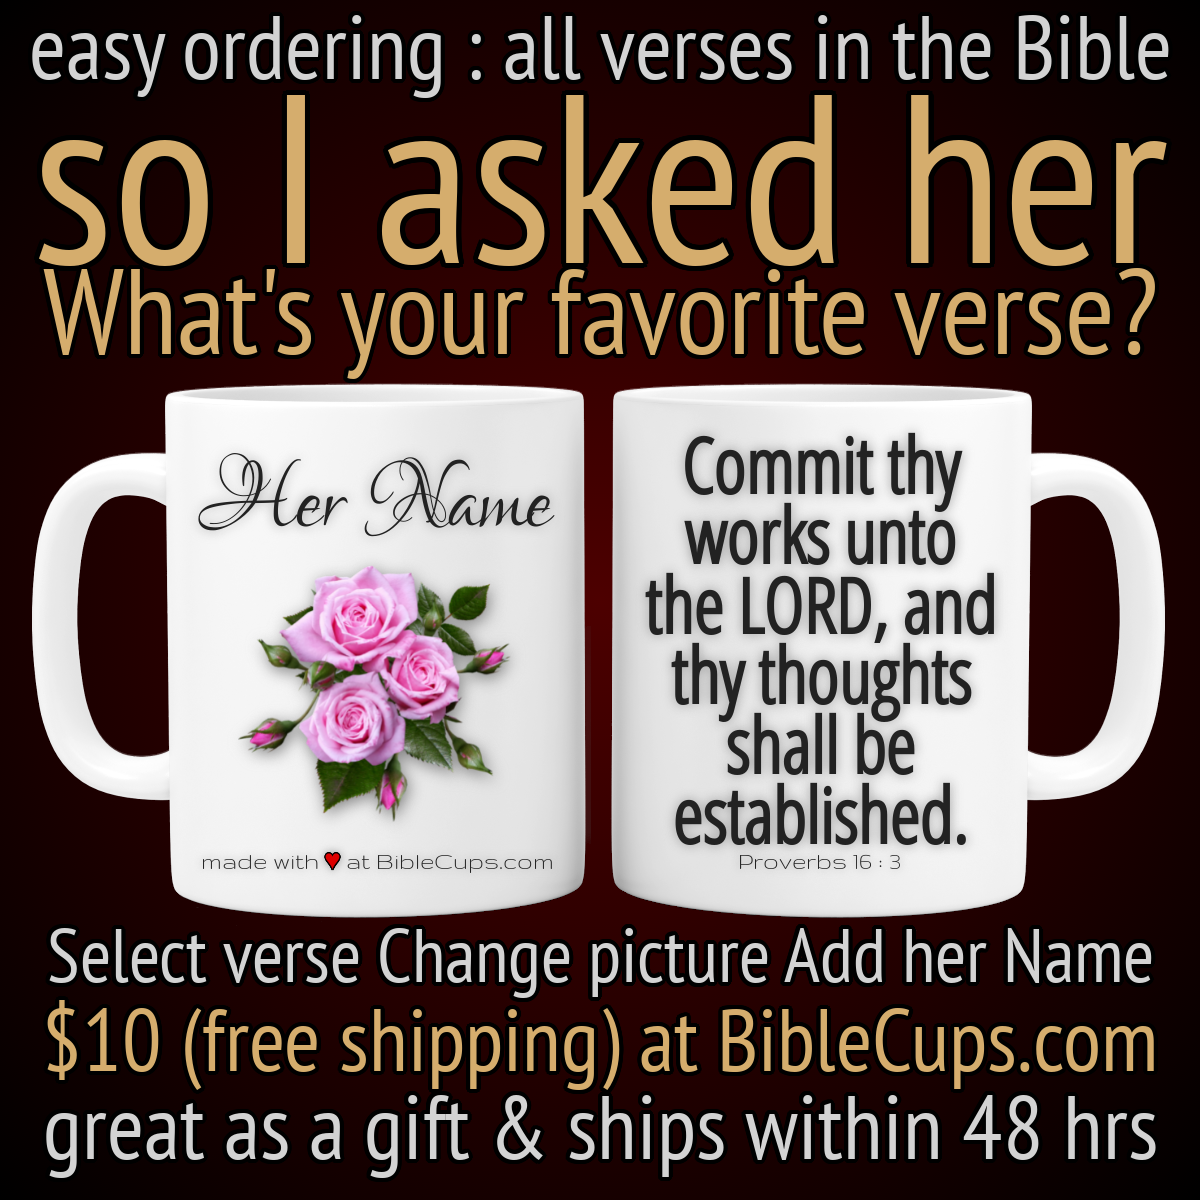 easy ordering : all verses in the Bible
so I asked her
What's your favorite verse?
Her Name
made with ❤ at BibleCups.com
Commit thy
works unto
the LORD, and
thy thoughts
shall be
established.
Proverbs 16 : 3
Select verse Change picture Add her Name
$10 (free shipping) at BibleCups.com
great as a gift & ships within 48 hrs